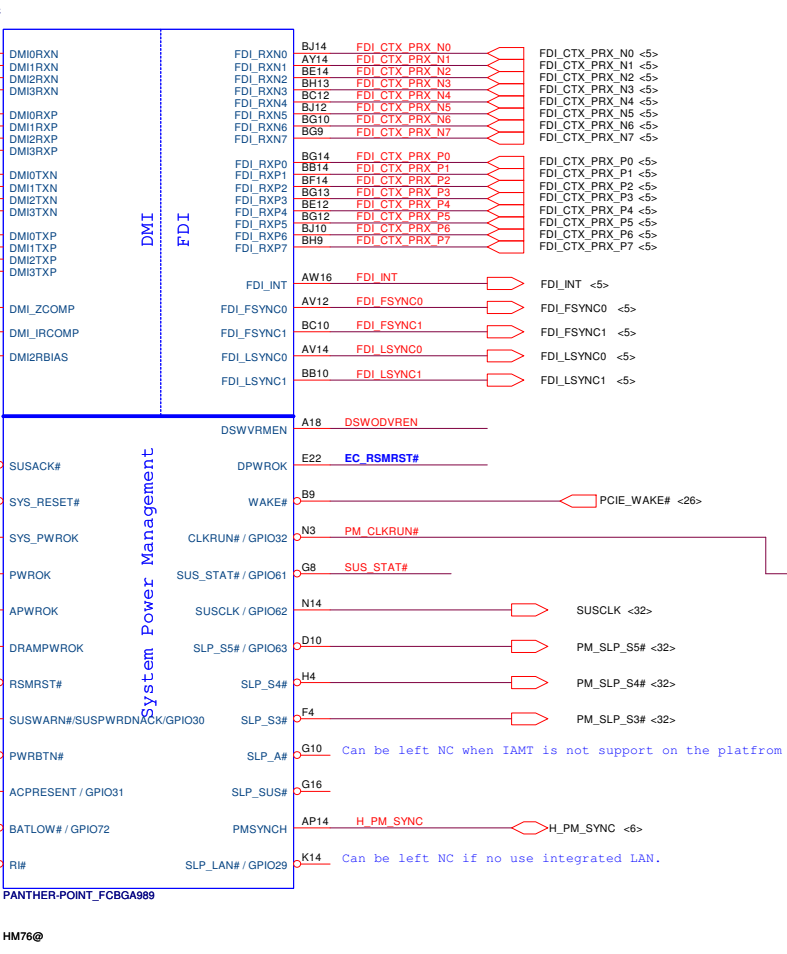 DMI0RXN FDI_RXN0 BJ14 FDI_CTX_PRX_N0 FDI_CTX_PRX_N0 <5>
DMI1RXN FDI_RXN1 AY14 FDI_CTX_PRX_N1 FDI_CTX_PRX_N1 <5>
DMI2RXN FDI_RXN2 BE14 FDI_CTX_PRX_N2 FDI_CTX_PRX_N2 <5>
DMI3RXN FDI_RXN3 BH13 FDI_CTX_PRX_N3 FDI_CTX_PRX_N3 <5>
FDI_RXN4 BC12 FDI_CTX_PRX_N4 FDI_CTX_PRX_N4 <5>
DMI0RXP FDI_RXN5 BJ12 FDI_CTX_PRX_N5 FDI_CTX_PRX_N5 <5>
DMI1RXP FDI_RXN6 BG10 FDI_CTX_PRX_N6 FDI_CTX_PRX_N6 <5>
DMI2RXP FDI_RXN7 BG9 FDI_CTX_PRX_N7 FDI_CTX_PRX_N7 <5>
DMI3RXP
FDI_RXP0 BG14 FDI_CTX_PRX_P0 FDI_CTX_PRX_P0 <5>
DMI0TXN FDI_RXP1 BB14 FDI_CTX_PRX_P1 FDI_CTX_PRX_P1 <5>
DMI1TXN FDI_RXP2 BF14 FDI_CTX_PRX_P2 FDI_CTX_PRX_P2 <5>
DMI2TXN FDI_RXP3 BG13 FDI_CTX_PRX_P3 FDI_CTX_PRX_P3 <5>
DMI3TXN FDI_RXP4 BE12 FDI_CTX_PRX_P4 FDI_CTX_PRX_P4 <5>
FDI_RXP5 BG12 FDI_CTX_PRX_P5 FDI_CTX_PRX_P5 <5>
DMI0TXP FDI_RXP6 BJ10 FDI_CTX_PRX_P6 FDI_CTX_PRX_P6 <5>
DMI1TXP FDI_RXP7 BH9 FDI_CTX_PRX_P7 FDI_CTX_PRX_P7 <5>
DMI2TXP
DMI3TXP
DMI
FDI
FDI_INT AW16 FDI_INT FDI_INT <5>
DMI_ZCOMP FDI_FSYNC0 AV12 FDI_FSYNC0 FDI_FSYNC0 <5>
DMI_IRCOMP FDI_FSYNC1 BC10 FDI_FSYNC1 FDI_FSYNC1 <5>
DMI2RBIAS FDI_LSYNC0 AV14 FDI_LSYNC0 FDI_LSYNC0 <5>
FDI_LSYNC1 BB10 FDI_LSYNC1 FDI_LSYNC1 <5>
System Power Management
DSWVRMEN A18 DSWODVREN
SUSACK# DPWROK E22 EC_RSMRST#
SYS_RESET# WAKE# B9 PCIE_WAKE# <26>
SYS_PWROK CLKRUN# / GPIO32 N3 PM_CLKRUN#
PWROK SUS_STAT# / GPIO61 G8 SUS_STAT#
APWROK SUSCLK / GPIO62 N14 SUSCLK <32>
DRAMPWROK SLP_S5# / GPIO63 D10 PM_SLP_S5# <32>
RSMRST# SLP_S4# H4 PM_SLP_S4# <32>
SUSWARN#/SUSPWRDNACK/GPIO30 SLP_S3# F4 PM_SLP_S3# <32>
PWRBTN# SLP_A# G10 Can be left NC when IAMT is not support on the platfrom
ACPRESENT / GPIO31 SLP_SUS# G16
BATLOW# / GPIO72 PMSYNCH AP14 H_PM_SYNC H_PM_SYNC <6>
RI# SLP_LAN# / GPIO29 K14 Can be left NC if no use integrated LAN.
PANTHER-POINT_FCBGA989
HM76@